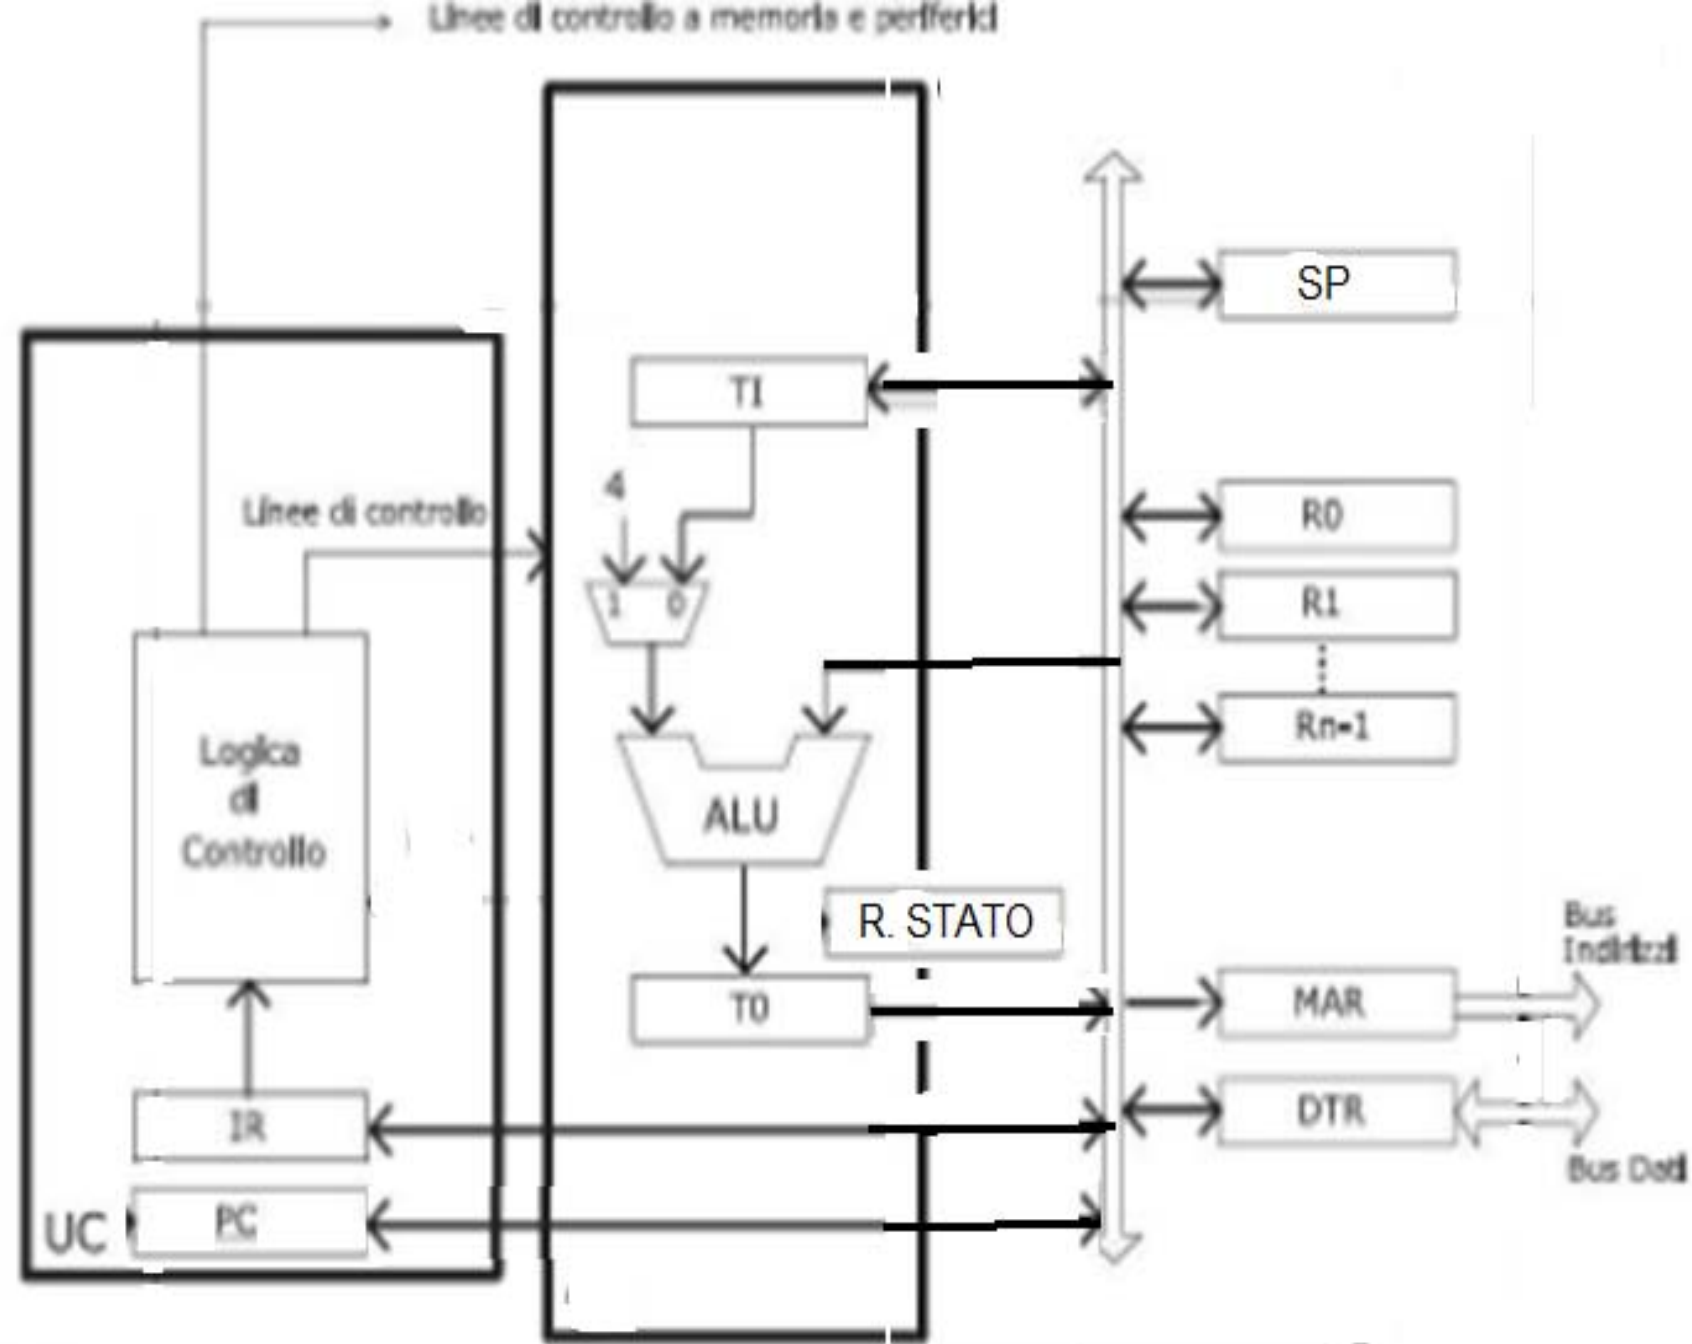 Linee di controllo a memoria e periferici
SP
TI
4
Linee di controllo
R0
1 0
R1
Rn-1
Logica
di
Controllo
ALU
R. STATO
Bus
Indirizzi
T0
MAR
IR
DTR
Bus Dati
UC
PC